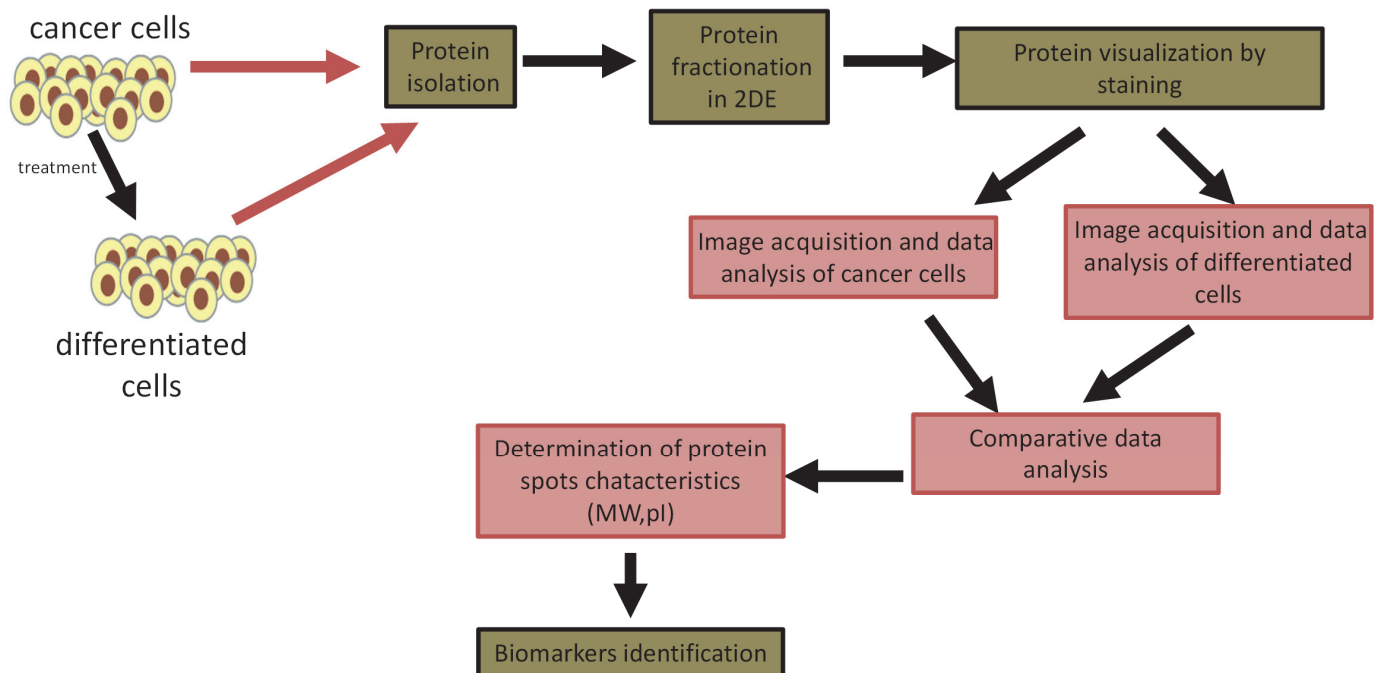 cancer cells
treatment
differentiated
cells
Protein
isolation
Protein
fractionation
in 2DE
Protein visualization by
staining
Image acquisition and data
analysis of cancer cells
Image acquisition and data
analysis of differentiated
cells
Comparative data
analysis
Determination of protein
spots chatacteristics
(MW,pI)
Biomarkers identification